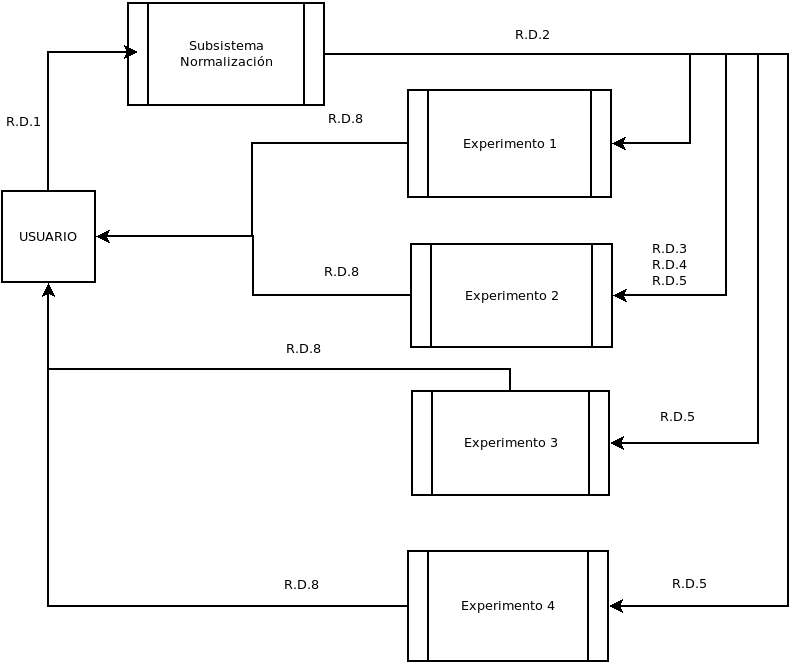 Subsistema
Normalización
R.D.2
R.D.1
R.D.8
Experimento 1
USUARIO
R.D.3
R.D.4
R.D.5
R.D.8
Experimento 2
R.D.8
R.D.5
Experimento 3
R.D.8
R.D.5
Experimento 4